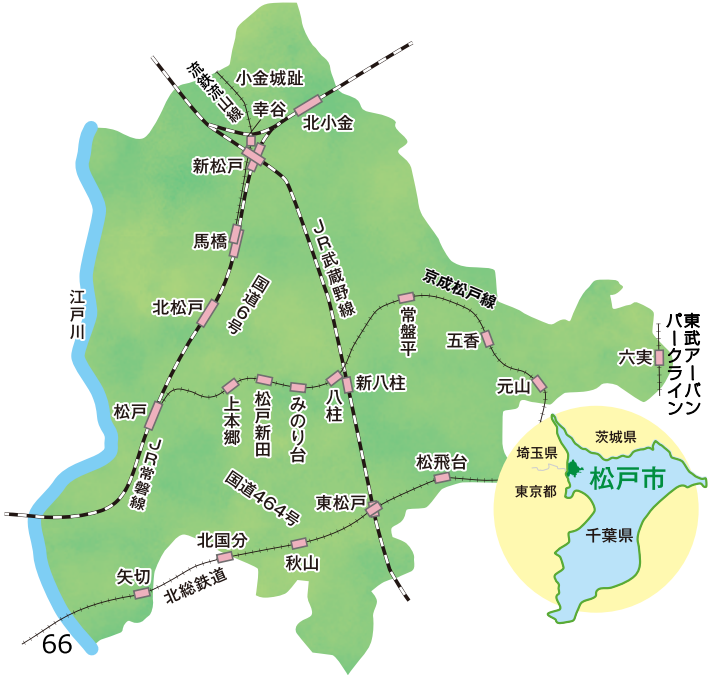 流鉄流山線
小金城趾
幸谷
北小金
新松戸
JR武蔵野線
馬橋
江戸川
北松戸
国道6号
京成松戸線
常盤平
五香
東武アーバン
パークライン
六実
元山
新八柱
八柱
みのり台
松戸新田
上本郷
松戸
JR常磐線
国道464号
東松戸
松飛台
北国分
秋山
矢切
北総鉄道
茨城県
埼玉県
松戸市
東京都
千葉県
66